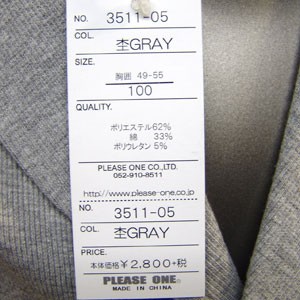 NO. 3511-05
COL. 杢GRAY
SIZE.
胸囲 49-55
100
QUALITY.
ポリエステル62%
綿 33%
ポリウレタン 5%
PLEASE ONE CO.,LTD.
052-910-8511
http://www.please-one.co.jp/
NO. 3511-05
COL. 杢GRAY
PRICE.
本体価格 ¥2,800+税
PLEASE ONE.
MADE IN CHINA